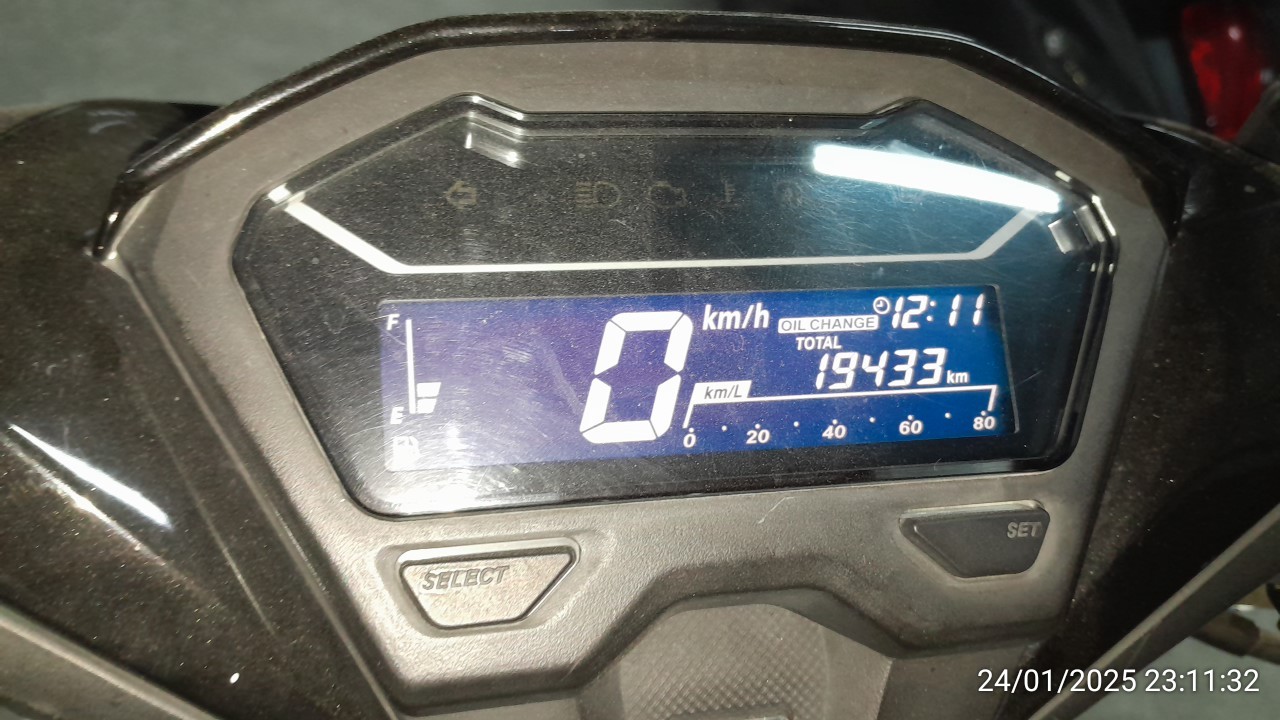 F
km/h
OIL CHANGE
12:11
TOTAL
19433 km
0
km/L
E
0 20 40 60 80
SELECT
SET
24/01/2025 23:11:32